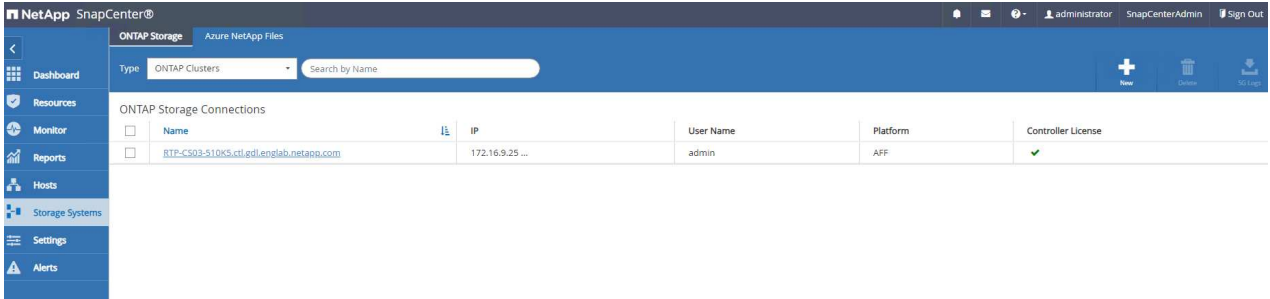 NetApp SnapCenter®
administrator SnapCenterAdmin Sign Out
ONTAP Storage Azure NetApp Files
Type ONTAP Clusters Search by Name
New Delete SG Logs
Dashboard
Resources
Monitor
Reports
Hosts
Storage Systems
Settings
Alerts
ONTAP Storage Connections
Name IP User Name Platform Controller License
RTP-CS03-510K5.ctl.gdl.englab.netapp.com 172.16.9.25 ... admin AFF